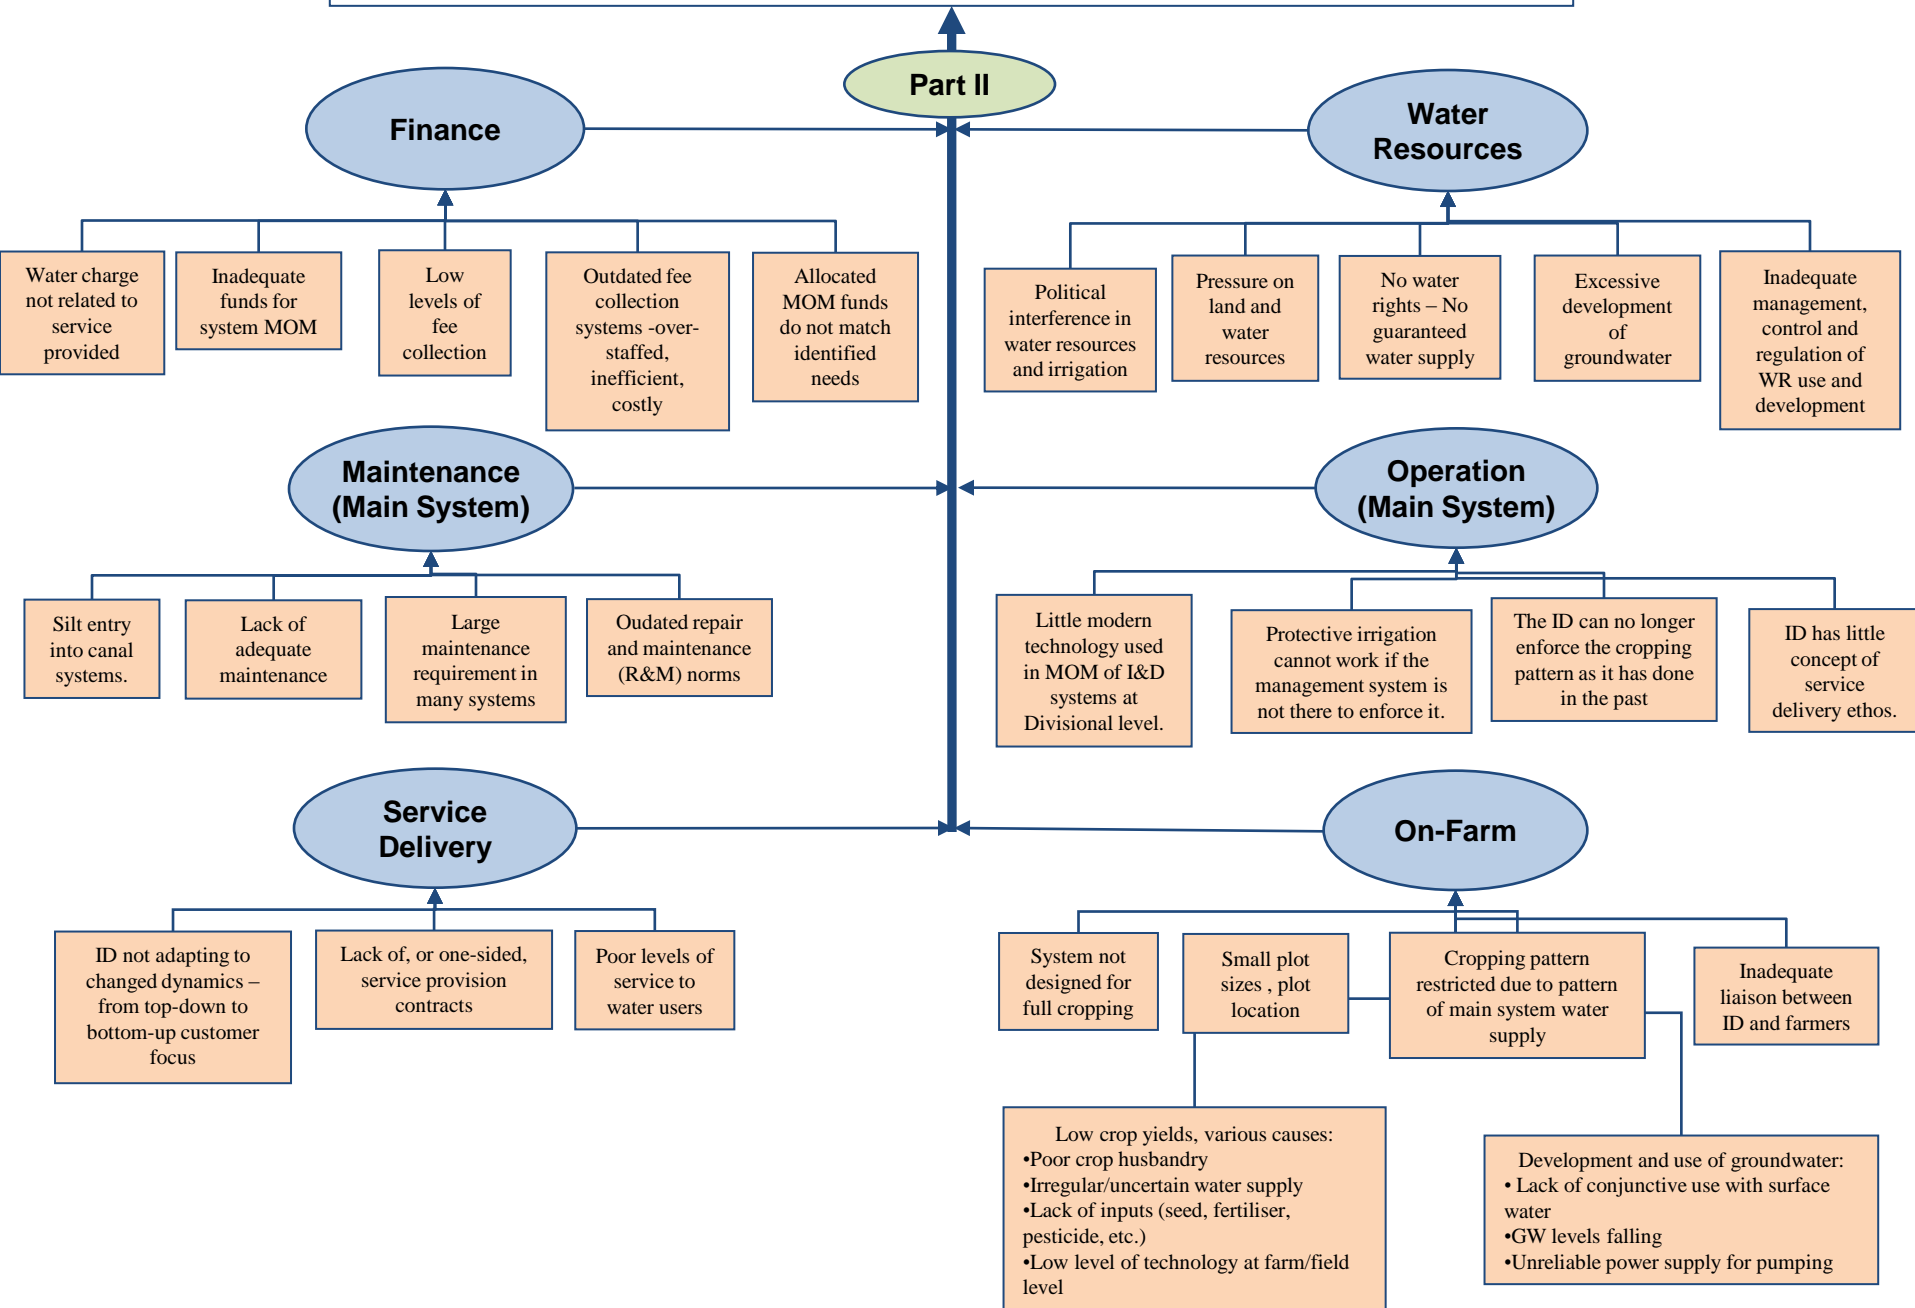 Part II
Finance
Water
Resources
Water charge
not related to
service
provided
Inadequate
funds for
system MOM
Low
levels of
fee
collection
Outdated fee
collection
systems -over-
staffed,
inefficient,
costly
Allocated
MOM funds
do not match
identified
needs
Political
interference in
water resources
and irrigation
Pressure on
land and
water
resources
No water
rights – No
guaranteed
water supply
Excessive
development
of
groundwater
Inadequate
management,
control and
regulation of
WR use and
development
Maintenance
(Main System)
Operation
(Main System)
Silt entry
into canal
systems.
Lack of
adequate
maintenance
Large
maintenance
requirement in
many systems
Oudated repair
and maintenance
(R&M) norms
Little modern
technology used
in MOM of I&D
systems at
Divisional level.
Protective irrigation
cannot work if the
management system is
not there to enforce it.
The ID can no longer
enforce the cropping
pattern as it has done
in the past
ID has little
concept of
service
delivery ethos.
Service
Delivery
On-Farm
ID not adapting to
changed dynamics –
from top-down to
bottom-up customer
focus
Lack of, or one-sided,
service provision
contracts
Poor levels of
service to
water users
System not
designed for
full cropping
Small plot
sizes , plot
location
Cropping pattern
restricted due to pattern
of main system water
supply
Inadequate
liaison between
ID and farmers
Low crop yields, various causes:
•Poor crop husbandry
•Irregular/uncertain water supply
•Lack of inputs (seed, fertiliser,
pesticide, etc.)
•Low level of technology at farm/field
level
Development and use of groundwater:
• Lack of conjunctive use with surface
water
•GW levels falling
•Unreliable power supply for pumping